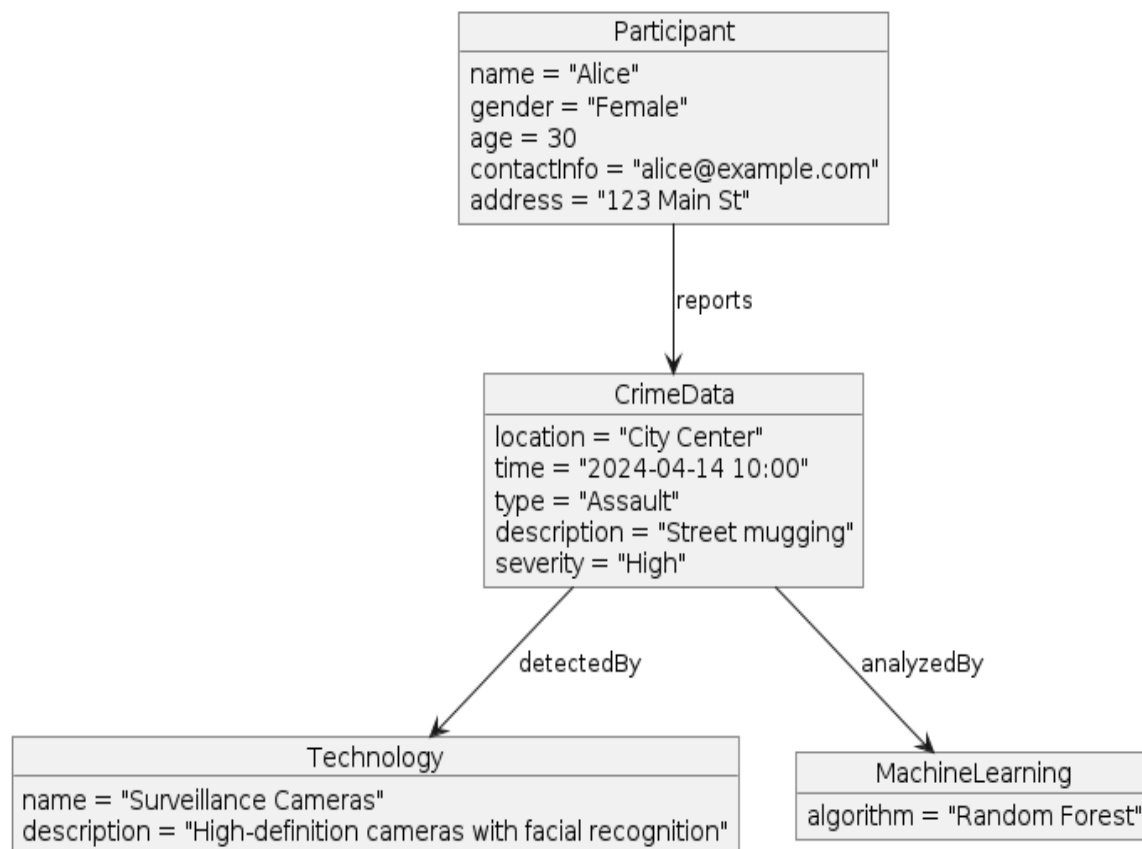 Participant
name = "Alice"
gender = "Female"
age = 30
contactInfo = "alice@example.com"
address = "123 Main St"
reports
CrimeData
location = "City Center"
time = "2024-04-14 10:00"
type = "Assault"
description = "Street mugging"
severity = "High"
detectedBy
analyzedBy
Technology
name = "Surveillance Cameras"
description = "High-definition cameras with facial recognition"
MachineLearning
algorithm = "Random Forest"